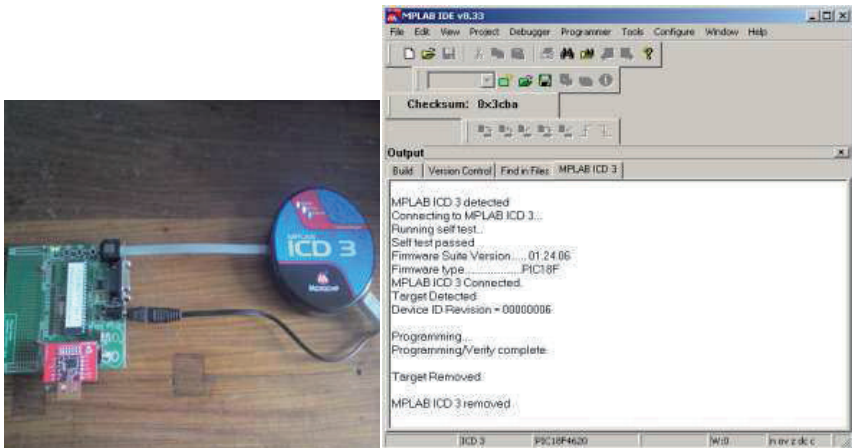 MPLAB
ICD 3
MICROCHIP
MPLAB IDE v8.33
File Edit View Project Debugger Programmer Tools Configure Window Help
Checksum: 0x3cba
Output
Build Version Control Find in Files MPLAB ICD 3
MPLAB ICD 3 detected
Connecting to MPLAB ICD 3...
Running self test...
Self test passed
Firmware Suite Version..... 01.24.06
Firmware type..................PIC18F
MPLAB ICD 3 Connected.
Target Detected
Device ID Revision = 00000006
Programming...
Programming/Verify complete
Target Removed
MPLAB ICD 3 removed
ICD 3 PIC18F4620 W:0 n ov z dc c